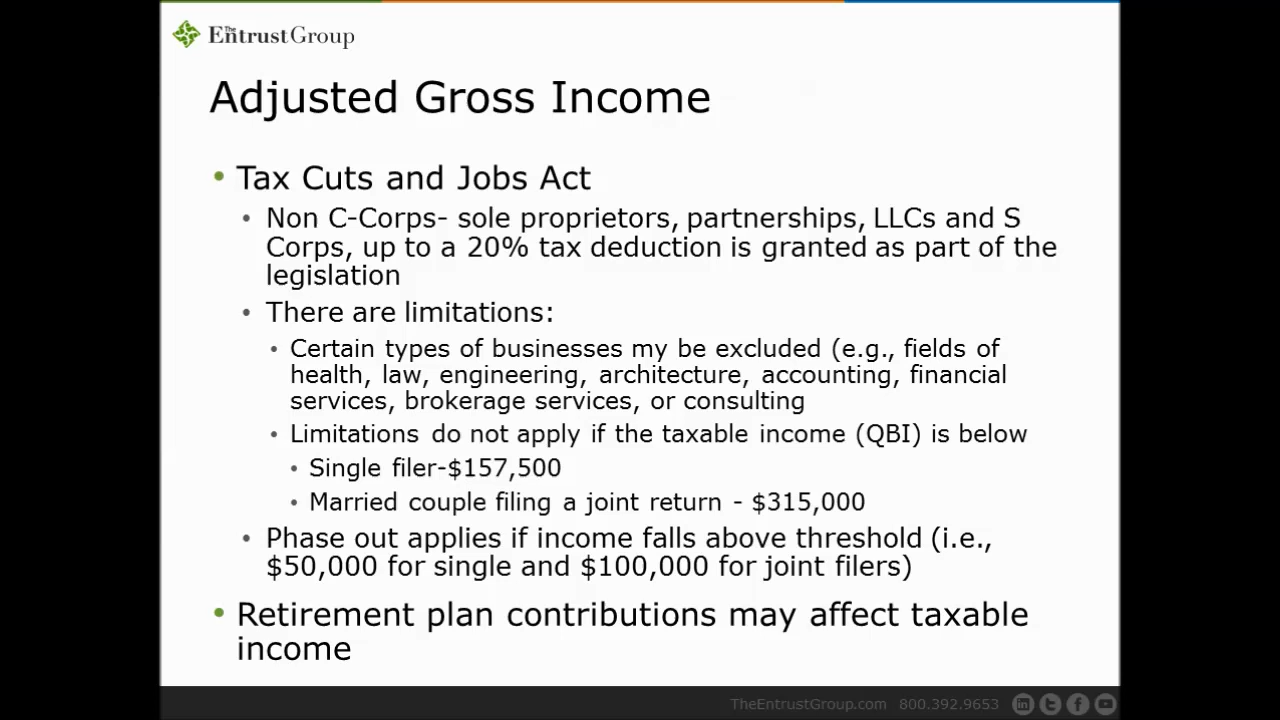 The EntrustGroup
Adjusted Gross Income
• Tax Cuts and Jobs Act
• Non C-Corps- sole proprietors, partnerships, LLCs and S
Corps, up to a 20% tax deduction is granted as part of the
legislation
• There are limitations:
• Certain types of businesses my be excluded (e.g., fields of
health, law, engineering, architecture, accounting, financial
services, brokerage services, or consulting
• Limitations do not apply if the taxable income (QBI) is below
• Single filer-$157,500
• Married couple filing a joint return - $315,000
• Phase out applies if income falls above threshold (i.e.,
$50,000 for single and $100,000 for joint filers)
• Retirement plan contributions may affect taxable
income
TheEntrustGroup.com 800.392.9653